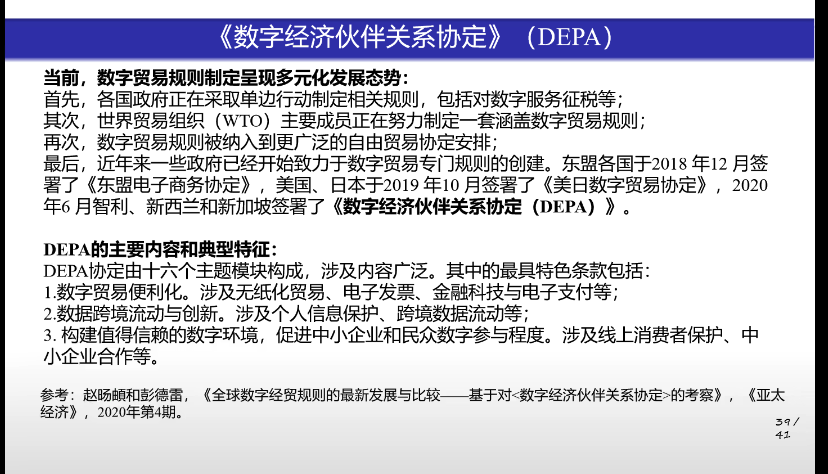 《数字经济伙伴关系协定》（DEPA）
当前，数字贸易规则制定呈现多元化发展态势：
首先，各国政府正在采取单边行动制定相关规则，包括对数字服务征税等；
其次，世界贸易组织（WTO）主要成员正在努力制定一套涵盖数字贸易规则；
再次，数字贸易规则被纳入到更广泛的自由贸易协定安排；
最后，近年来一些政府已经开始致力于数字贸易专门规则的创建。东盟各国于2018 年12 月签
署了《东盟电子商务协定》，美国、日本于2019 年10 月签署了《美日数字贸易协定》，2020
年6 月智利、新西兰和新加坡签署了《数字经济伙伴关系协定（DEPA）》。
DEPA的主要内容和典型特征：
DEPA协定由十六个主题模块构成，涉及内容广泛。其中的最具特色条款包括：
1.数字贸易便利化。涉及无纸化贸易、电子发票、金融科技与电子支付等；
2.数据跨境流动与创新。涉及个人信息保护、跨境数据流动等；
3. 构建值得信赖的数字环境，促进中小企业和民众数字参与程度。涉及线上消费者保护、中
小企业合作等。
参考：赵旸頔和彭德雷，《全球数字经贸规则的最新发展与比较——基于对<数字经济伙伴关系协定>的考察》，《亚太
经济》，2020年第4期。
39/
41